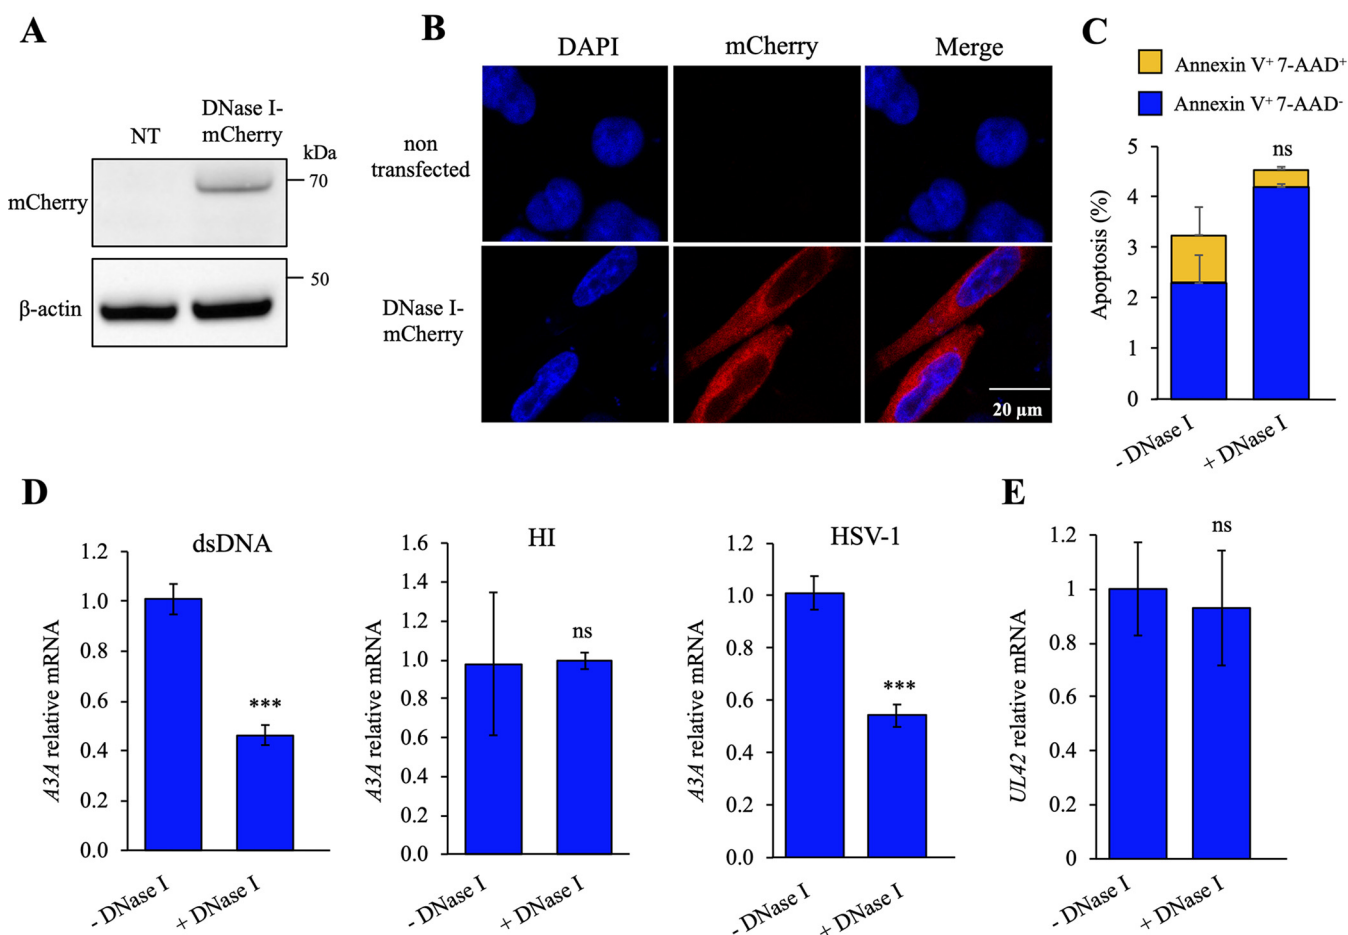 A
NT
DNase I-
mCherry
kDa
mCherry
70
β-actin
50
B
DAPI
mCherry
Merge
non
transfected
DNase I-
mCherry
20 µm
C
Annexin V⁺ 7-AAD⁺
Annexin V⁺ 7-AAD⁻
Apoptosis (%)
5
4
3
2
1
0
ns
- DNase I
+ DNase I
D
dsDNA
A3A relative mRNA
1.2
1.0
0.8
0.6
0.4
0.2
0.0
***
- DNase I
+ DNase I
HI
A3A relative mRNA
1.6
1.4
1.2
1.0
0.8
0.6
0.4
0.2
0.0
ns
- DNase I
+ DNase I
HSV-1
A3A relative mRNA
1.2
1.0
0.8
0.6
0.4
0.2
0.0
***
- DNase I
+ DNase I
E
UL42 relative mRNA
1.2
1
0.8
0.6
0.4
0.2
0
ns
- DNase I
+ DNase I